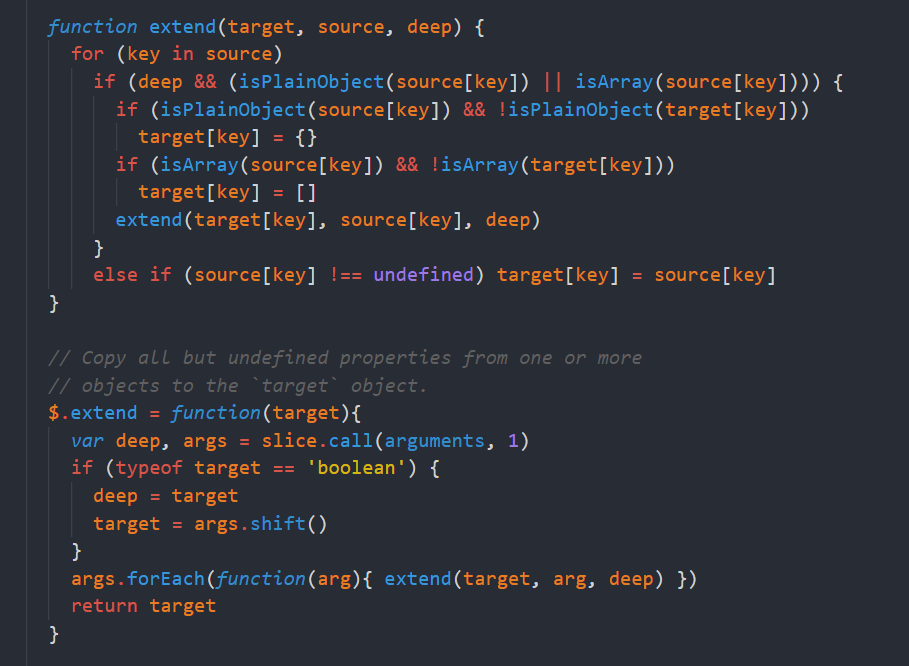 function extend(target, source, deep) {
  for (key in source)
    if (deep && (isPlainObject(source[key]) || isArray(source[key]))) {
      if (isPlainObject(source[key]) && !isPlainObject(target[key]))
        target[key] = {}
      if (isArray(source[key]) && !isArray(target[key]))
        target[key] = []
      extend(target[key], source[key], deep)
    }
    else if (source[key] !== undefined) target[key] = source[key]
}

// Copy all but undefined properties from one or more
// objects to the `target` object.
$.extend = function(target){
  var deep, args = slice.call(arguments, 1)
  if (typeof target == 'boolean') {
    deep = target
    target = args.shift()
  }
  args.forEach(function(arg){ extend(target, arg, deep) })
  return target
}